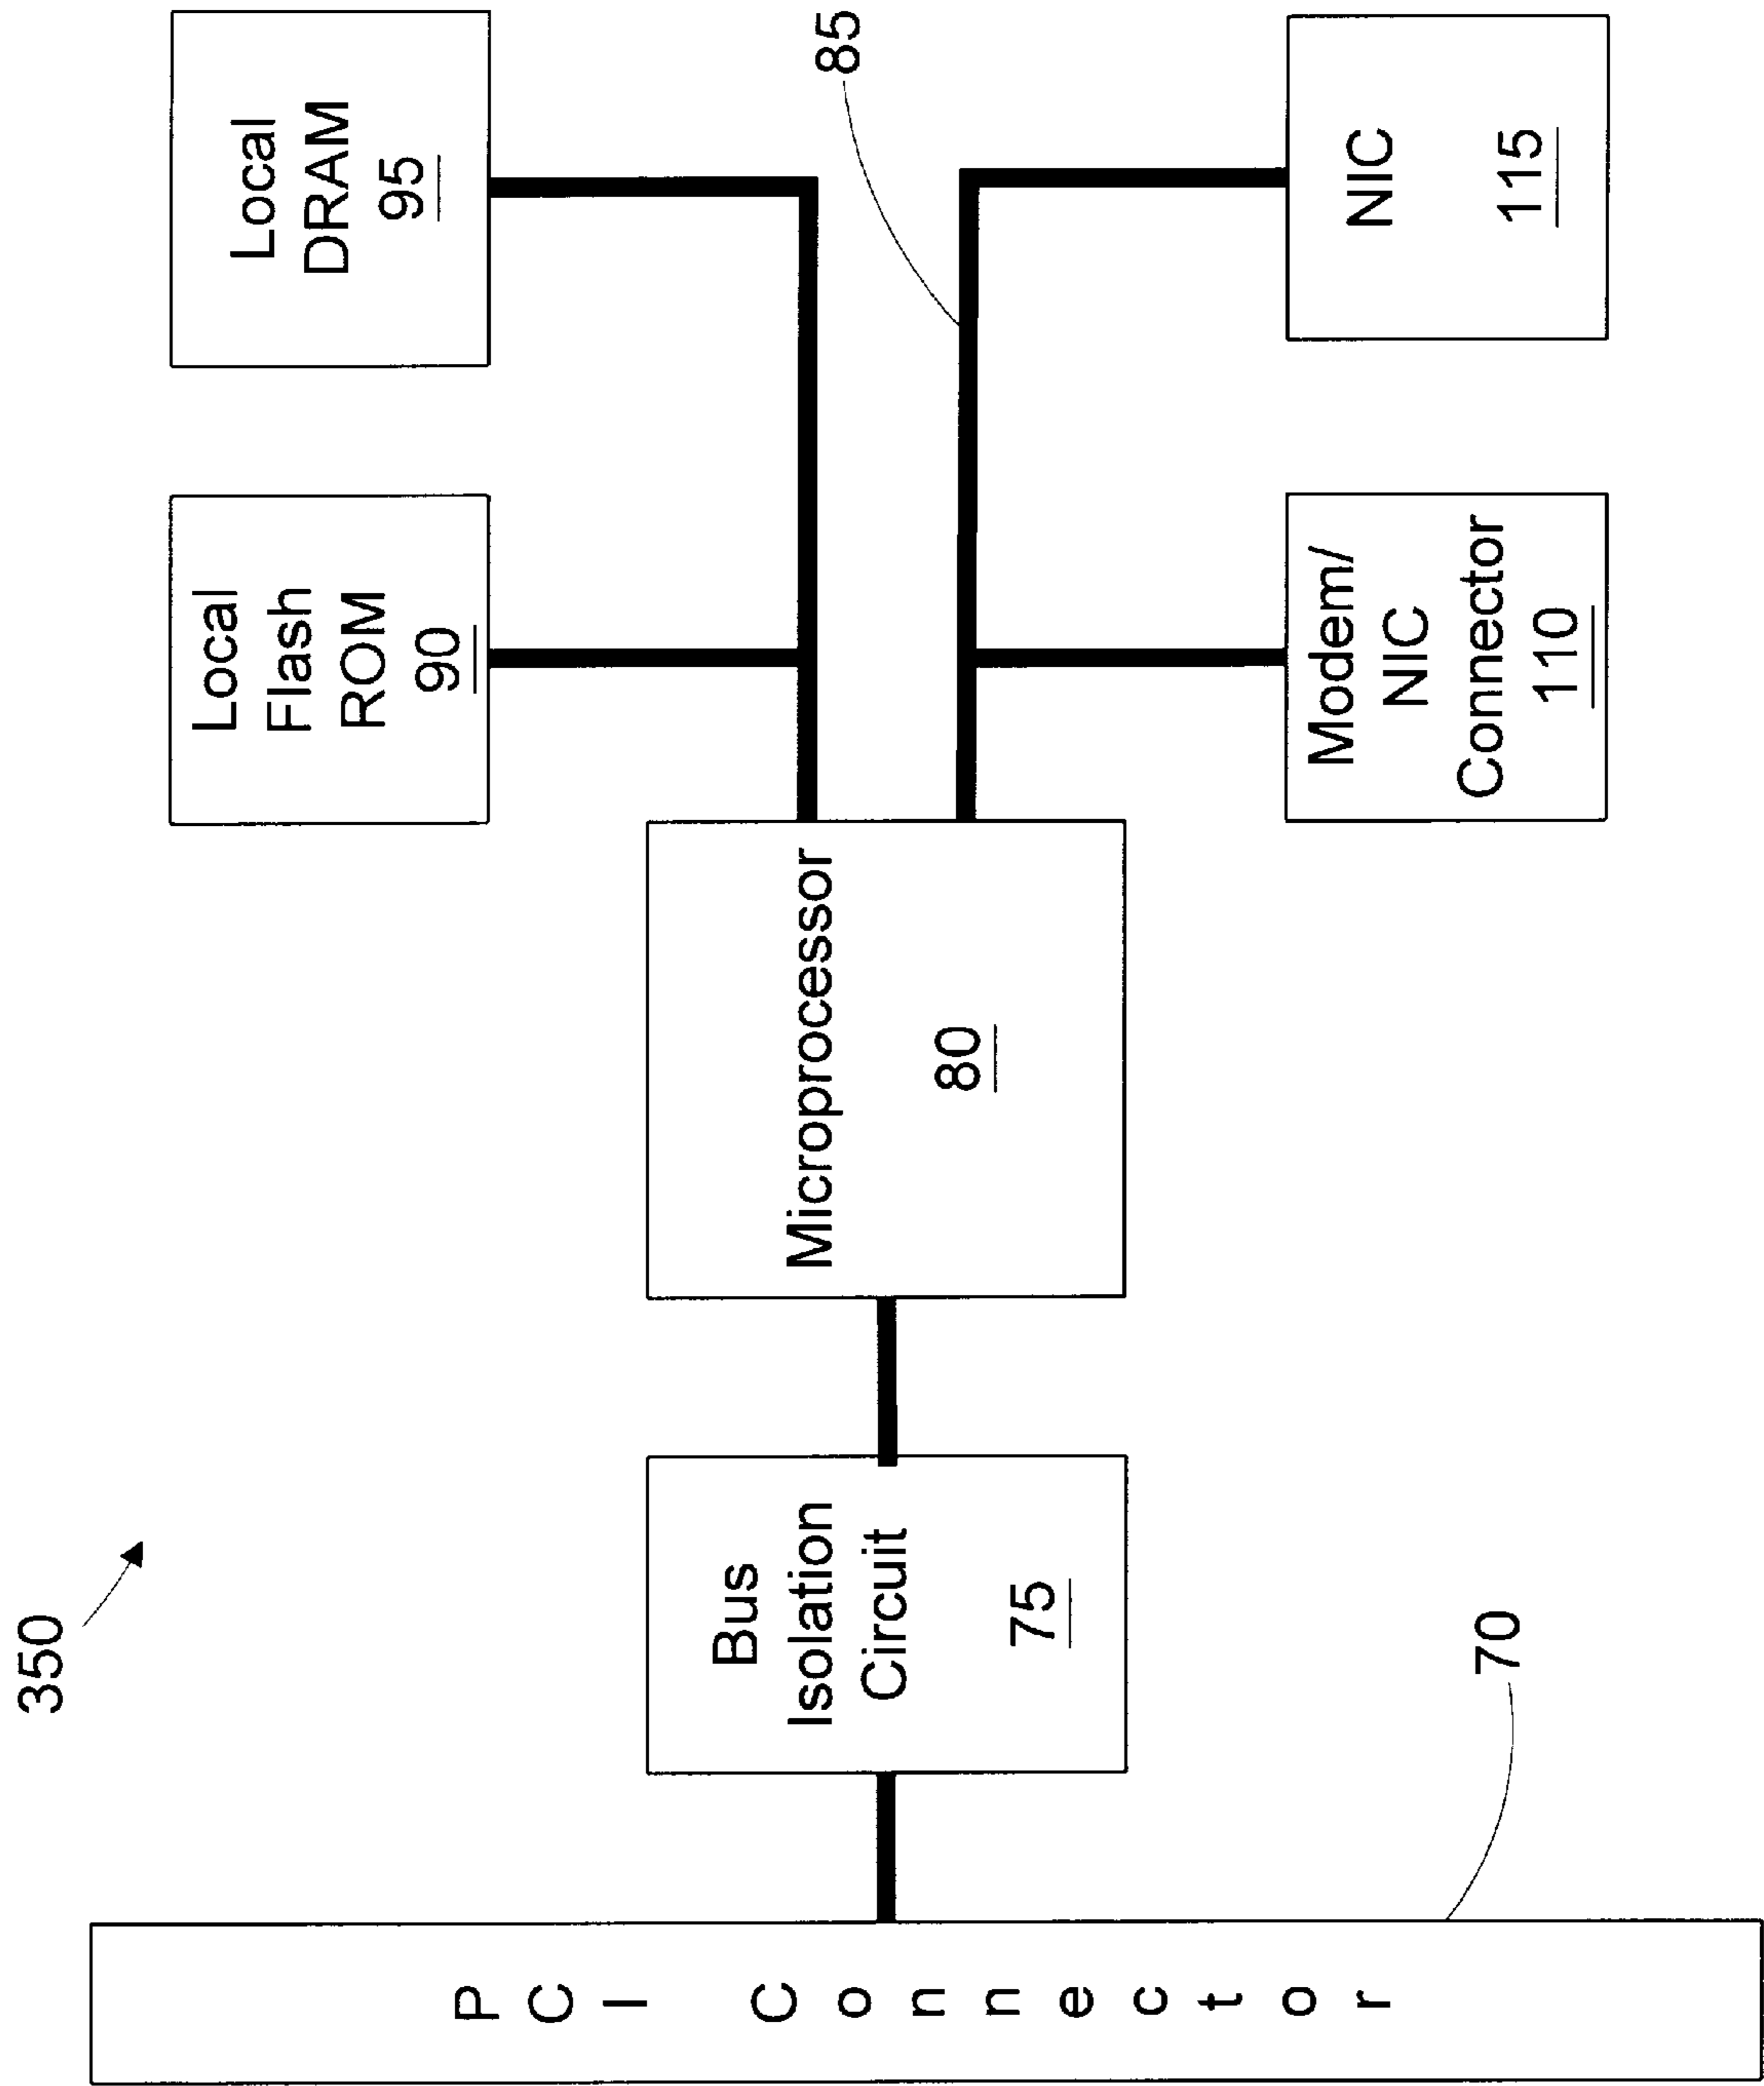 350
PCI Connector
70
Bus
Isolation
Circuit
75
Microprocessor
80
Local
Flash
ROM
90
Local
DRAM
95
85
Modem/
NIC
Connector
110
NIC
115